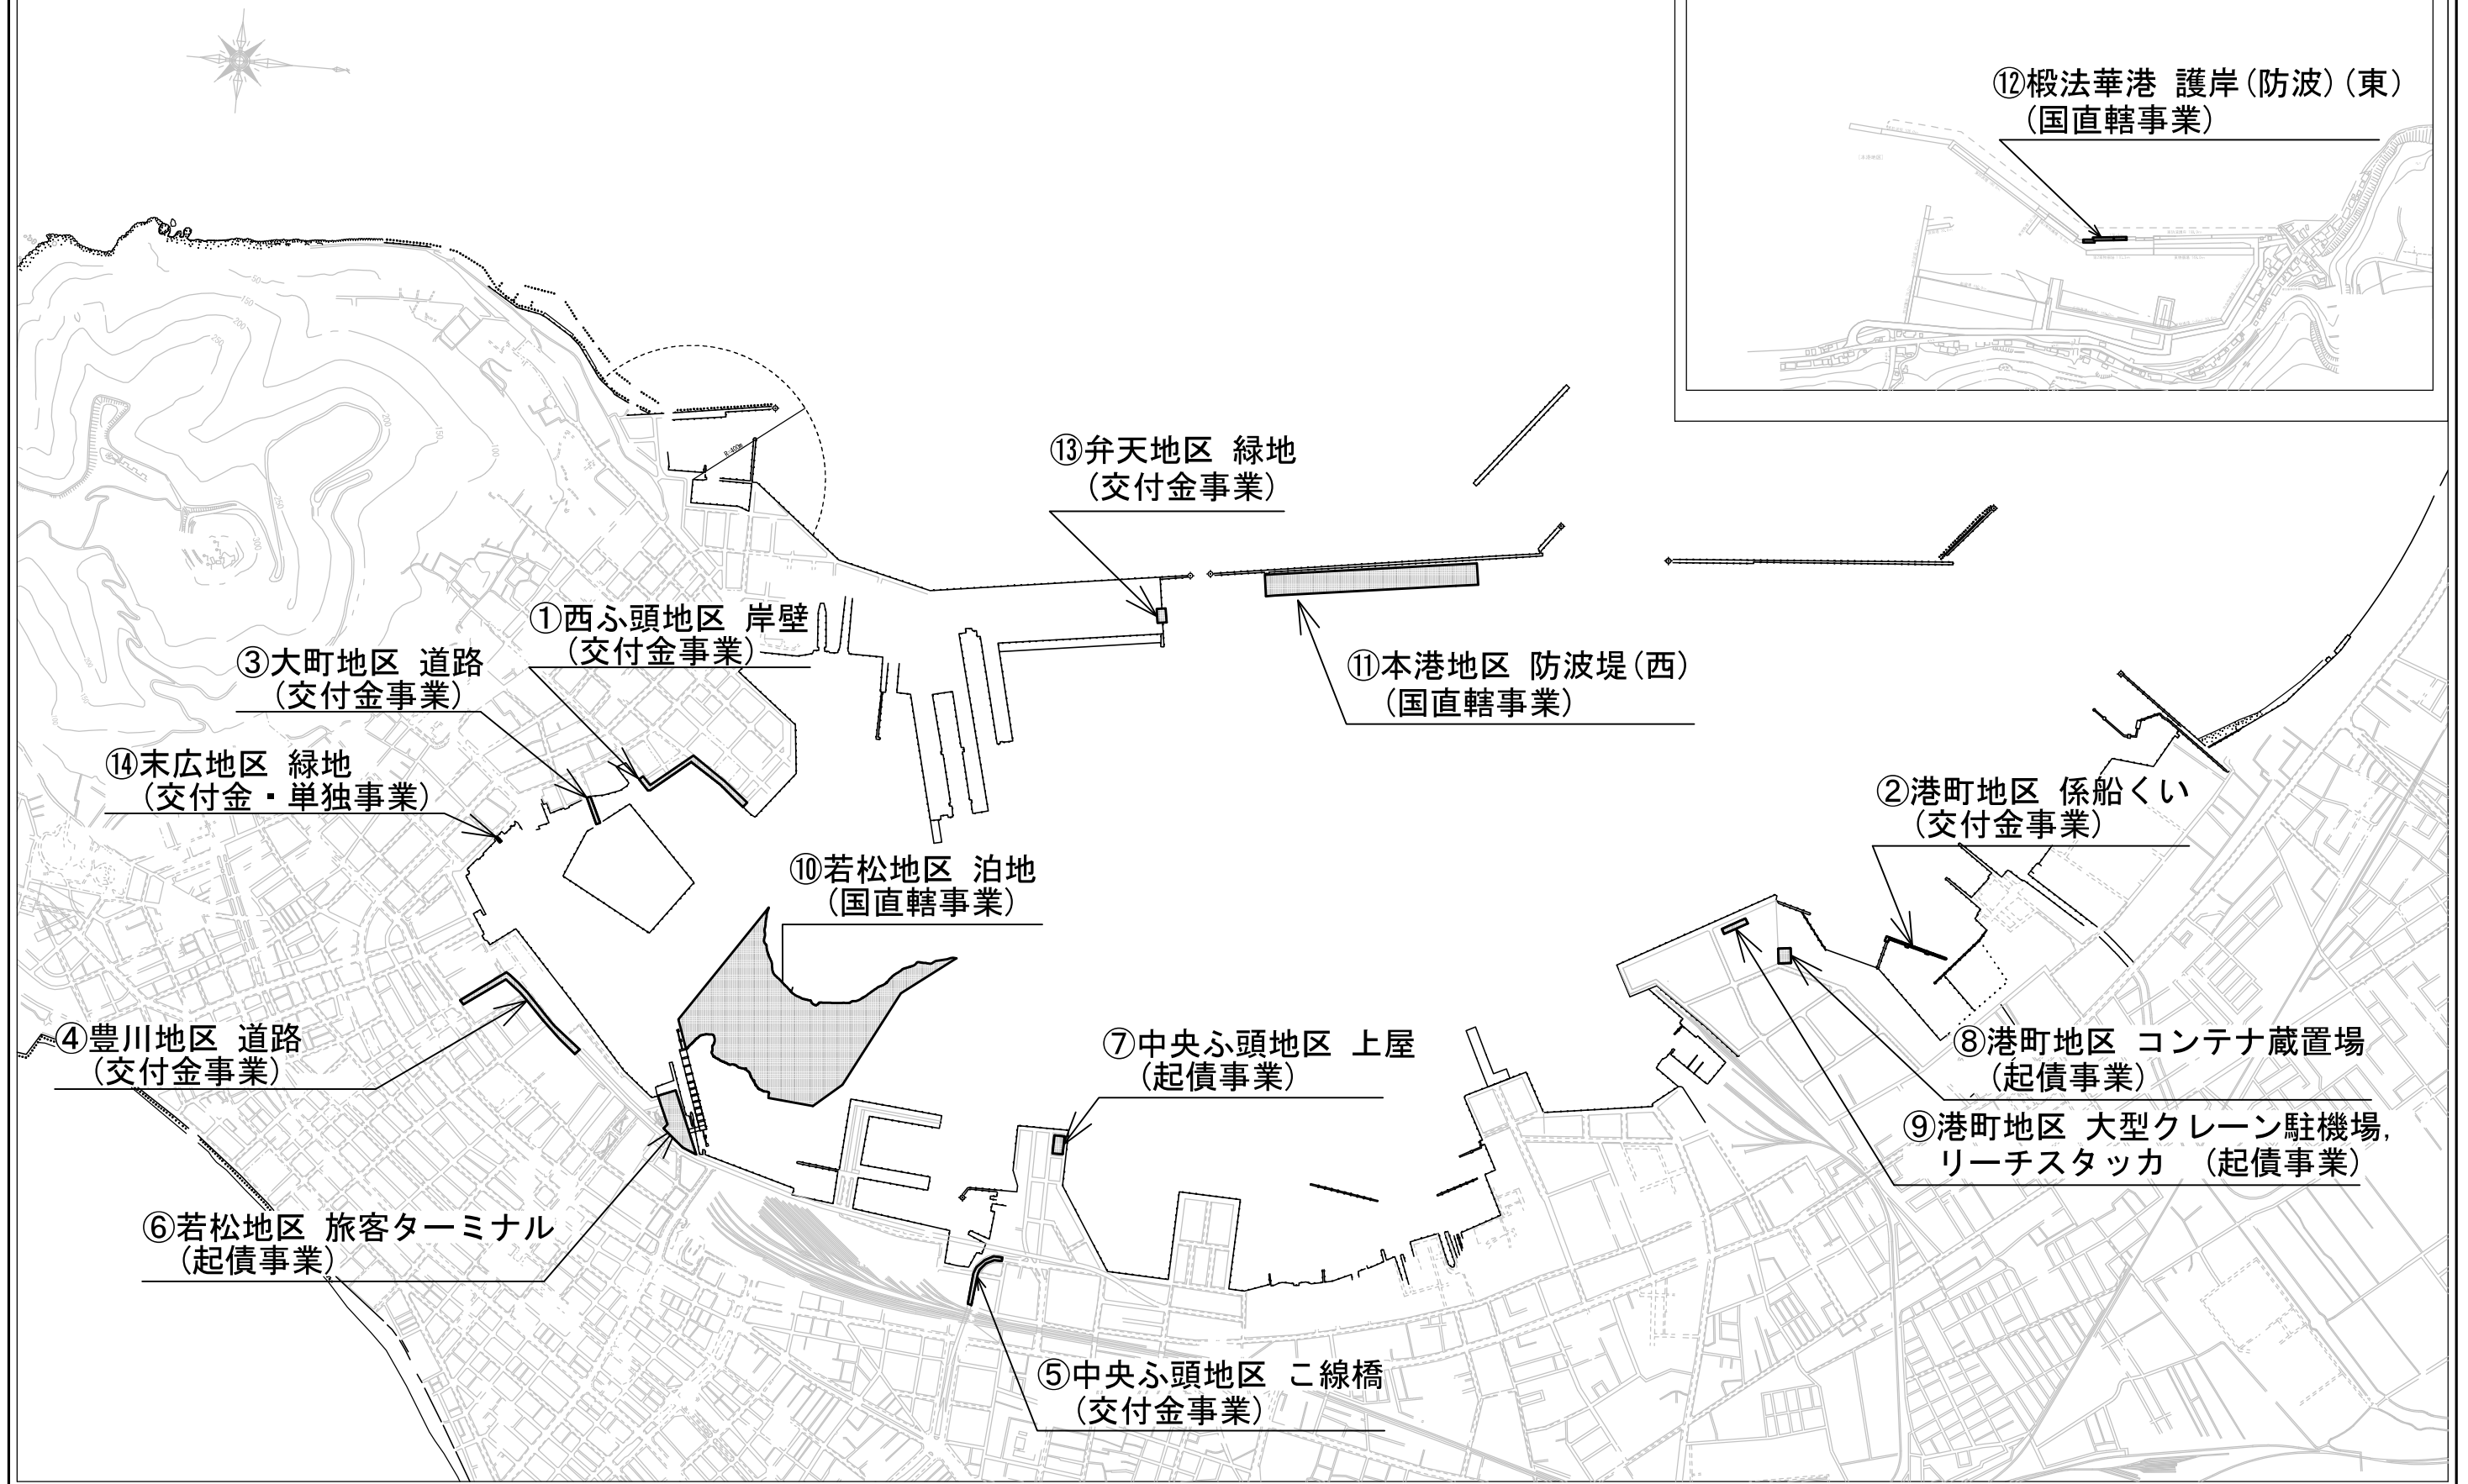 ⑫椴法華港 護岸(防波)(東)
(国直轄事業)
⑬弁天地区 緑地
(交付金事業)
R=400m
①西ふ頭地区 岸壁
(交付金事業)
③大町地区 道路
(交付金事業)
⑪本港地区 防波堤(西)
(国直轄事業)
⑭末広地区 緑地
(交付金・単独事業)
②港町地区 係船くい
(交付金事業)
⑩若松地区 泊地
(国直轄事業)
④豊川地区 道路
(交付金事業)
⑦中央ふ頭地区 上屋
(起債事業)
⑧港町地区 コンテナ蔵置場
(起債事業)
⑨港町地区 大型クレーン駐機場,
リーチスタッカ (起債事業)
⑥若松地区 旅客ターミナル
(起債事業)
⑤中央ふ頭地区 こ線橋
(交付金事業)
50
150
200
250
200
150
100
250
300